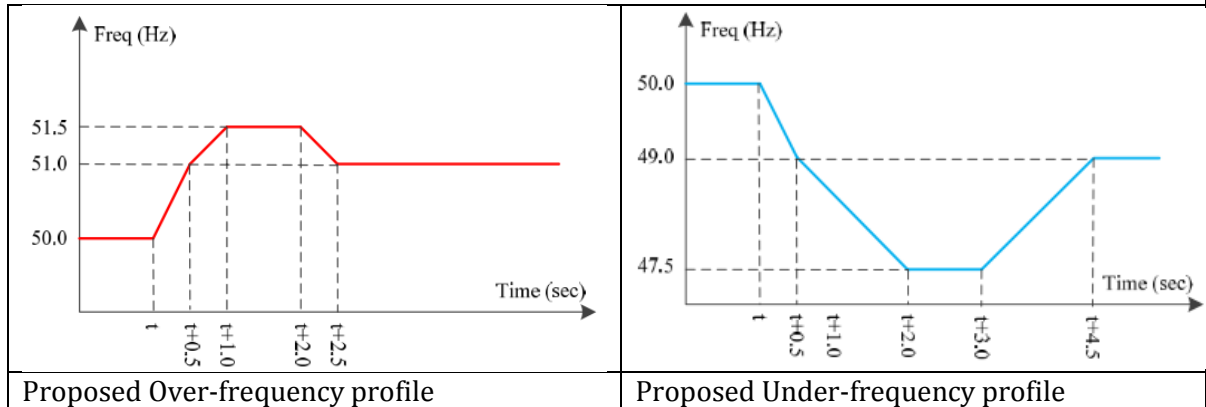 Freq (Hz)
51.5
51.0
50.0
Time (sec)
t
t+0.5
t+1.0
t+2.0
t+2.5
Proposed Over-frequency profile
Freq (Hz)
50.0
49.0
47.5
Time (sec)
t
t+0.5
t+1.0
t+2.0
t+3.0
t+4.5
Proposed Under-frequency profile